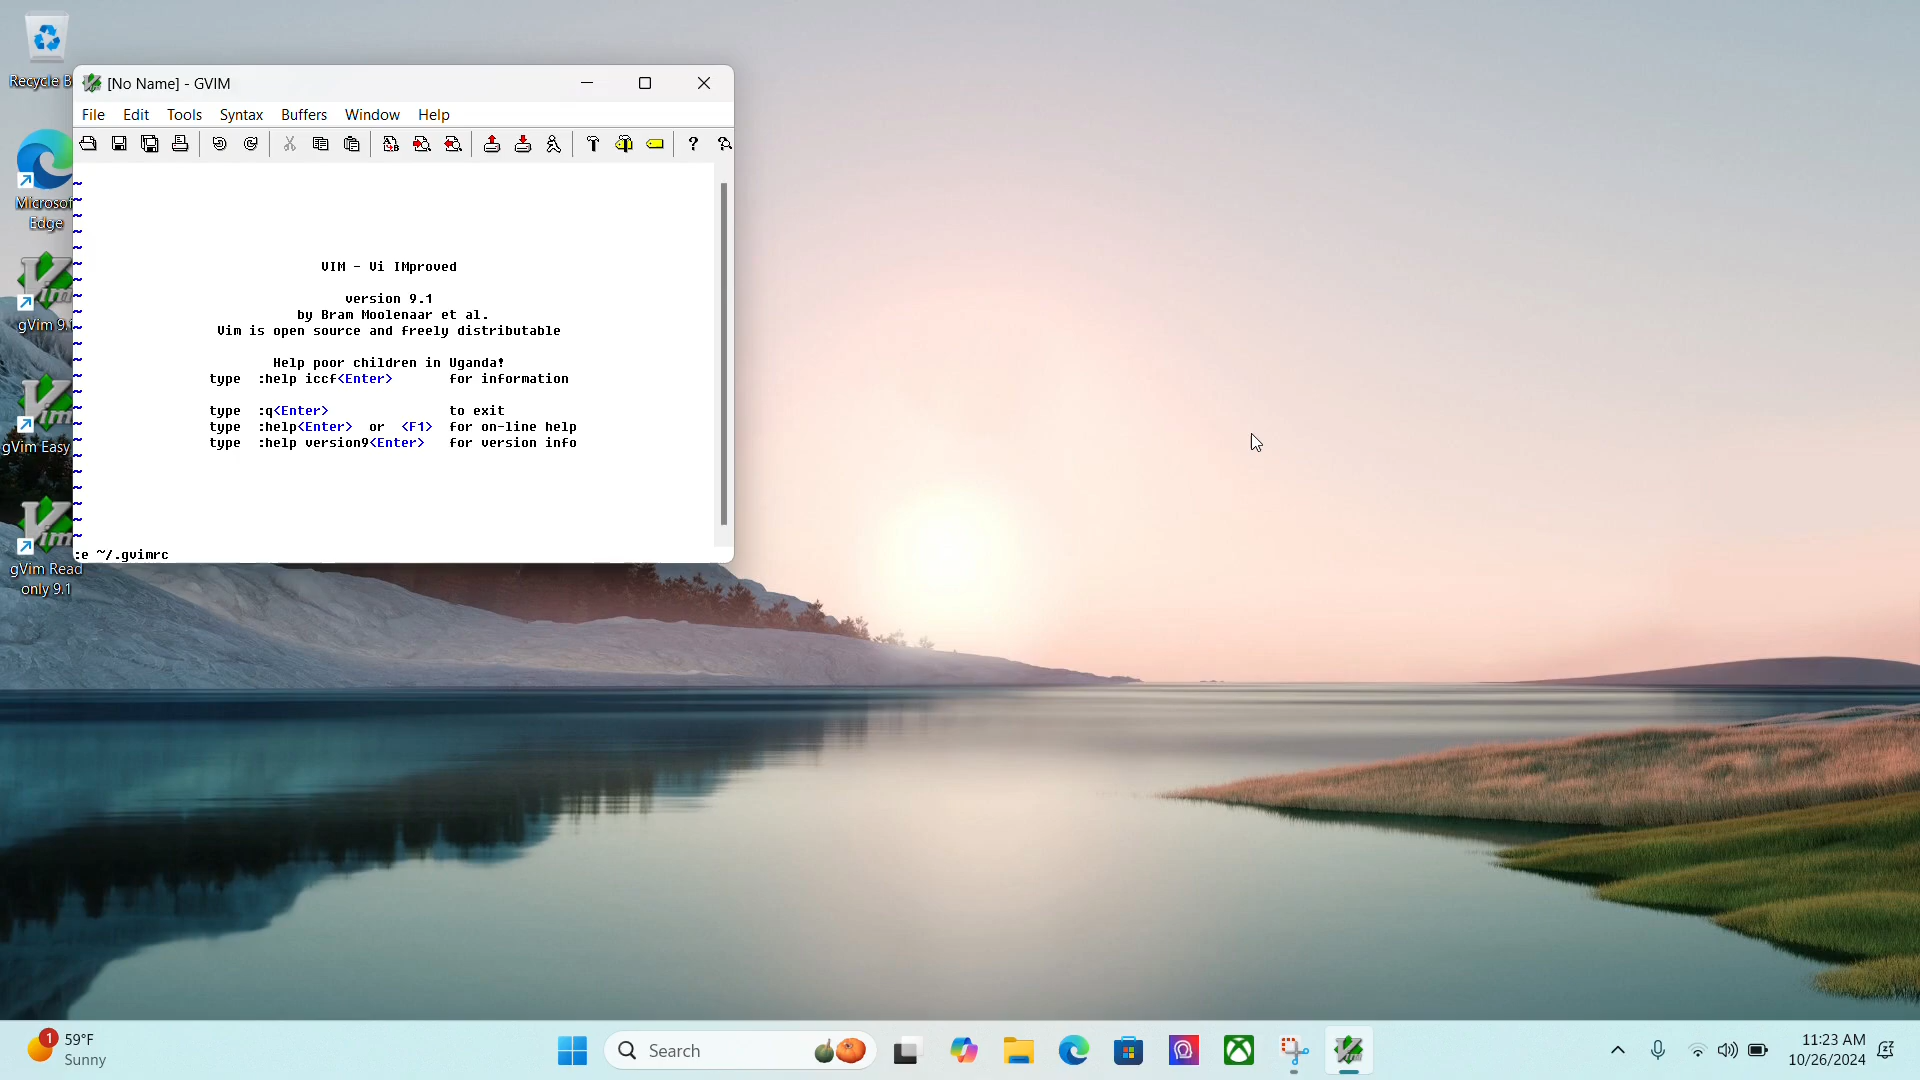 Recycle B
Microsof
Edge
gVim 9.1
gVim Easy
gVim Read
only 9.1
[No Name] - GVIM
File Edit Tools Syntax Buffers Window Help
~
~
~
~
~
VIM - Vi IMproved
~
~
version 9.1
by Bram Moolenaar et al.
Vim is open source and freely distributable
~
Help poor children in Uganda!
type :help iccf<Enter> for information
~
type :q<Enter> to exit
type :help<Enter> or <F1> for on-line help
type :help version9<Enter> for version info
~
~
~
~
~
~
:e ~/.gvimrc
1
59°F
Sunny
Search
11:23 AM
10/26/2024